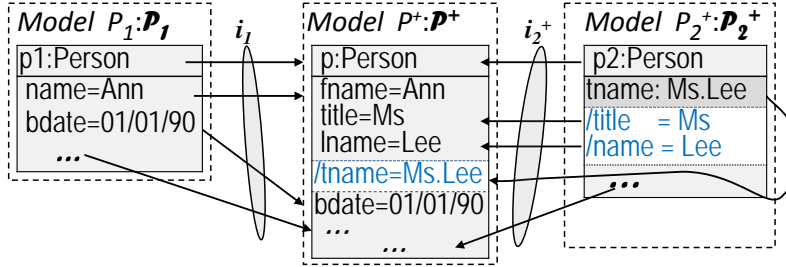 Model P1:P1
i1
Model P+:P+
i2+
Model P2+:P2+
p1:Person
name=Ann
bdate=01/01/90
...
p:Person
fname=Ann
title=Ms
lname=Lee
/tname=Ms.Lee
bdate=01/01/90
...
...
p2:Person
tname: Ms.Lee
/title = Ms
/name = Lee
...